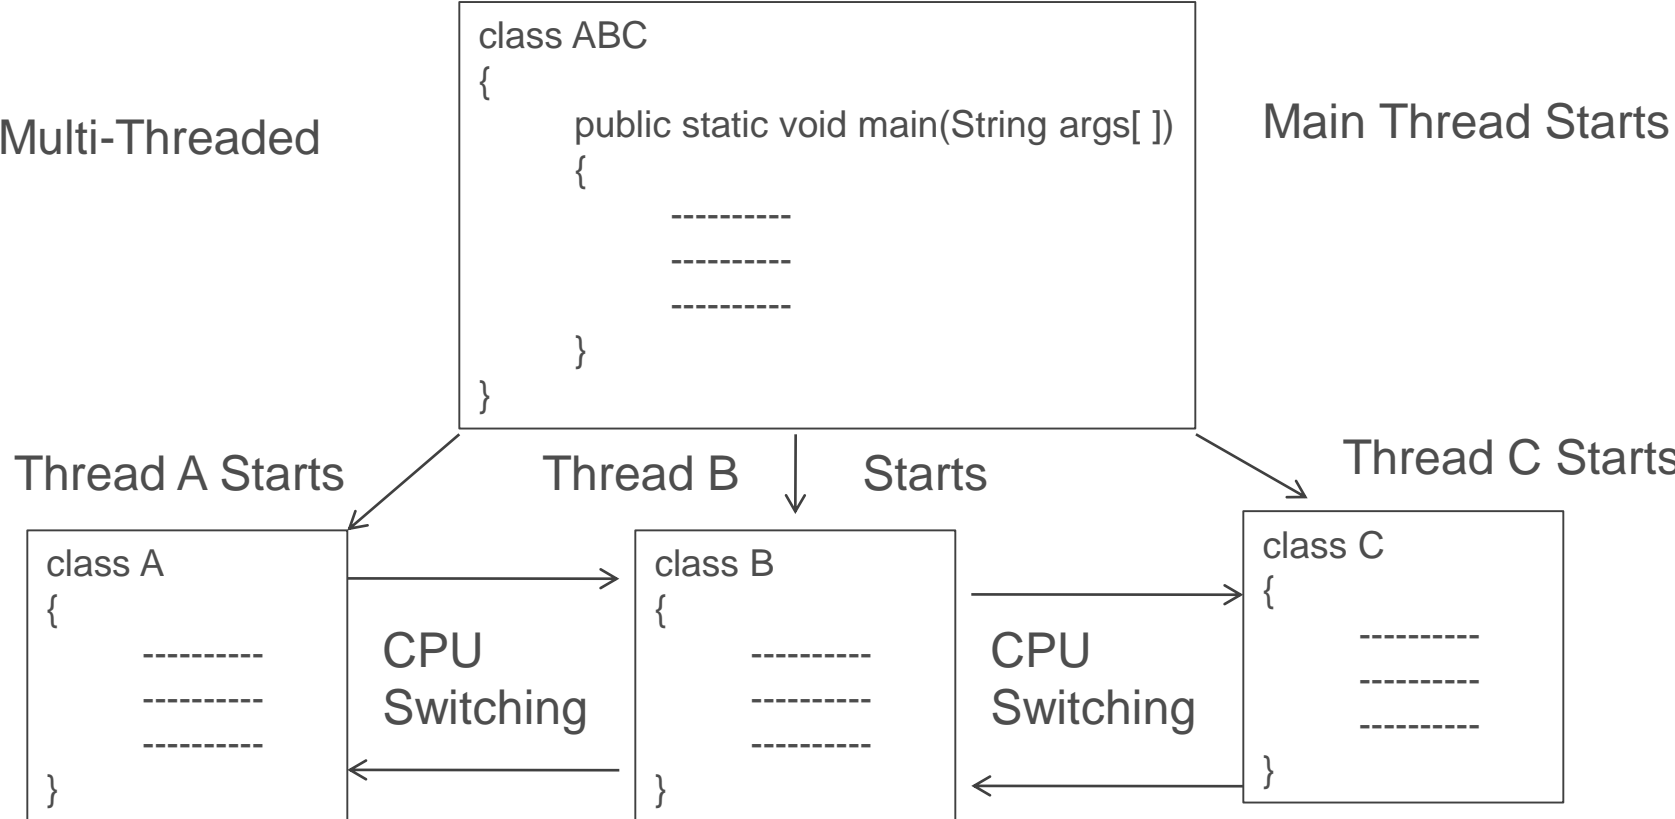 Multi-Threaded
class ABC
{
public static void main(String args[ ])
{
----------
----------
----------
}
}
Main Thread Starts
Thread A Starts
Thread B Starts
Thread C Starts
class A
{
----------
----------
----------
}
CPU
Switching
class B
{
----------
----------
----------
}
CPU
Switching
class C
{
----------
----------
----------
}